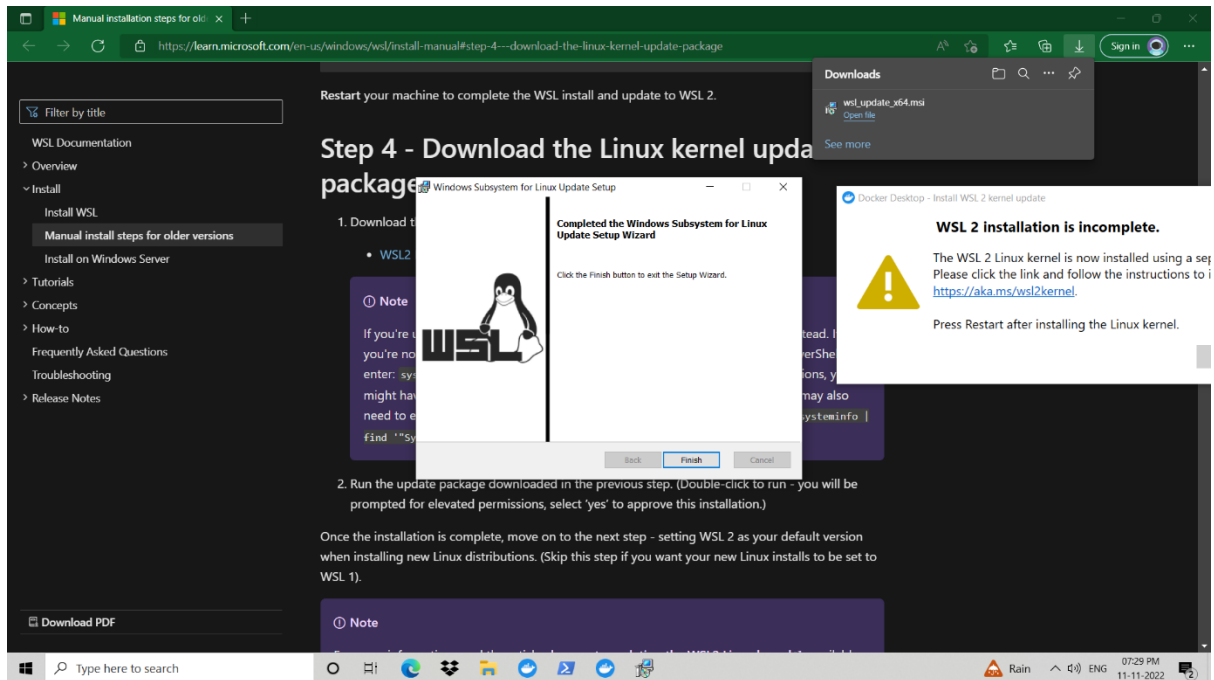 Manual installation steps for old
https://learn.microsoft.com/en-us/windows/wsl/install-manual#step-4---download-the-linux-kernel-update-package
Sign in
Downloads
wsl_update_x64.msi
Open file
See more
Filter by title
WSL Documentation
Overview
Install
Install WSL
Manual install steps for older versions
Install on Windows Server
Tutorials
Concepts
How-to
Frequently Asked Questions
Troubleshooting
Release Notes
Download PDF
Restart your machine to complete the WSL install and update to WSL 2.
Step 4 - Download the Linux kernel upda
package
1. Download t
WSL2
Note
If you're u
tead. I
you're no
erShe
enter: sys
ions, y
might hav
may also
need to e
systeminfo |
find '"Sy
2. Run the update package downloaded in the previous step. (Double-click to run - you will be
prompted for elevated permissions, select 'yes' to approve this installation.)
Once the installation is complete, move on to the next step - setting WSL 2 as your default version
when installing new Linux distributions. (Skip this step if you want your new Linux installs to be set to
WSL 1).
Note
Windows Subsystem for Linux Update Setup
WSL
Completed the Windows Subsystem for Linux
Update Setup Wizard
Click the Finish button to exit the Setup Wizard.
Back Finish Cancel
Docker Desktop - Install WSL 2 kernel update
WSL 2 installation is incomplete.
The WSL 2 Linux kernel is now installed using a sep
Please click the link and follow the instructions to i
https://aka.ms/wsl2kernel.
Press Restart after installing the Linux kernel.
Type here to search
Rain
ENG
07:29 PM
11-11-2022
2